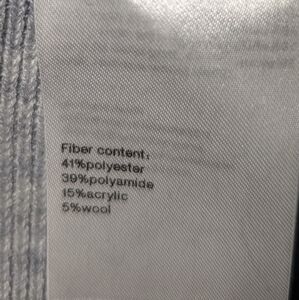 Fiber content:
41%polyester
39%polyamide
15%acrylic
5%wool